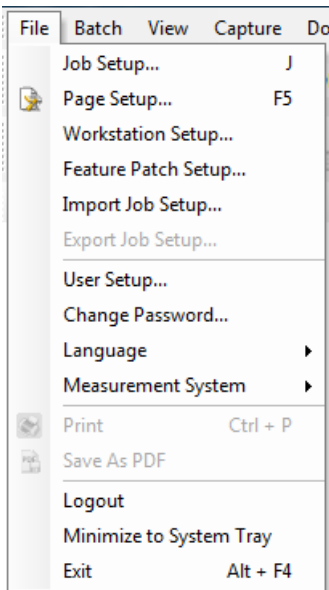 File Batch View Capture Do
Job Setup... J
Page Setup... F5
Workstation Setup...
Feature Patch Setup...
Import Job Setup...
Export Job Setup...
User Setup...
Change Password...
Language
Measurement System
Print Ctrl + P
Save As PDF
Logout
Minimize to System Tray
Exit Alt + F4